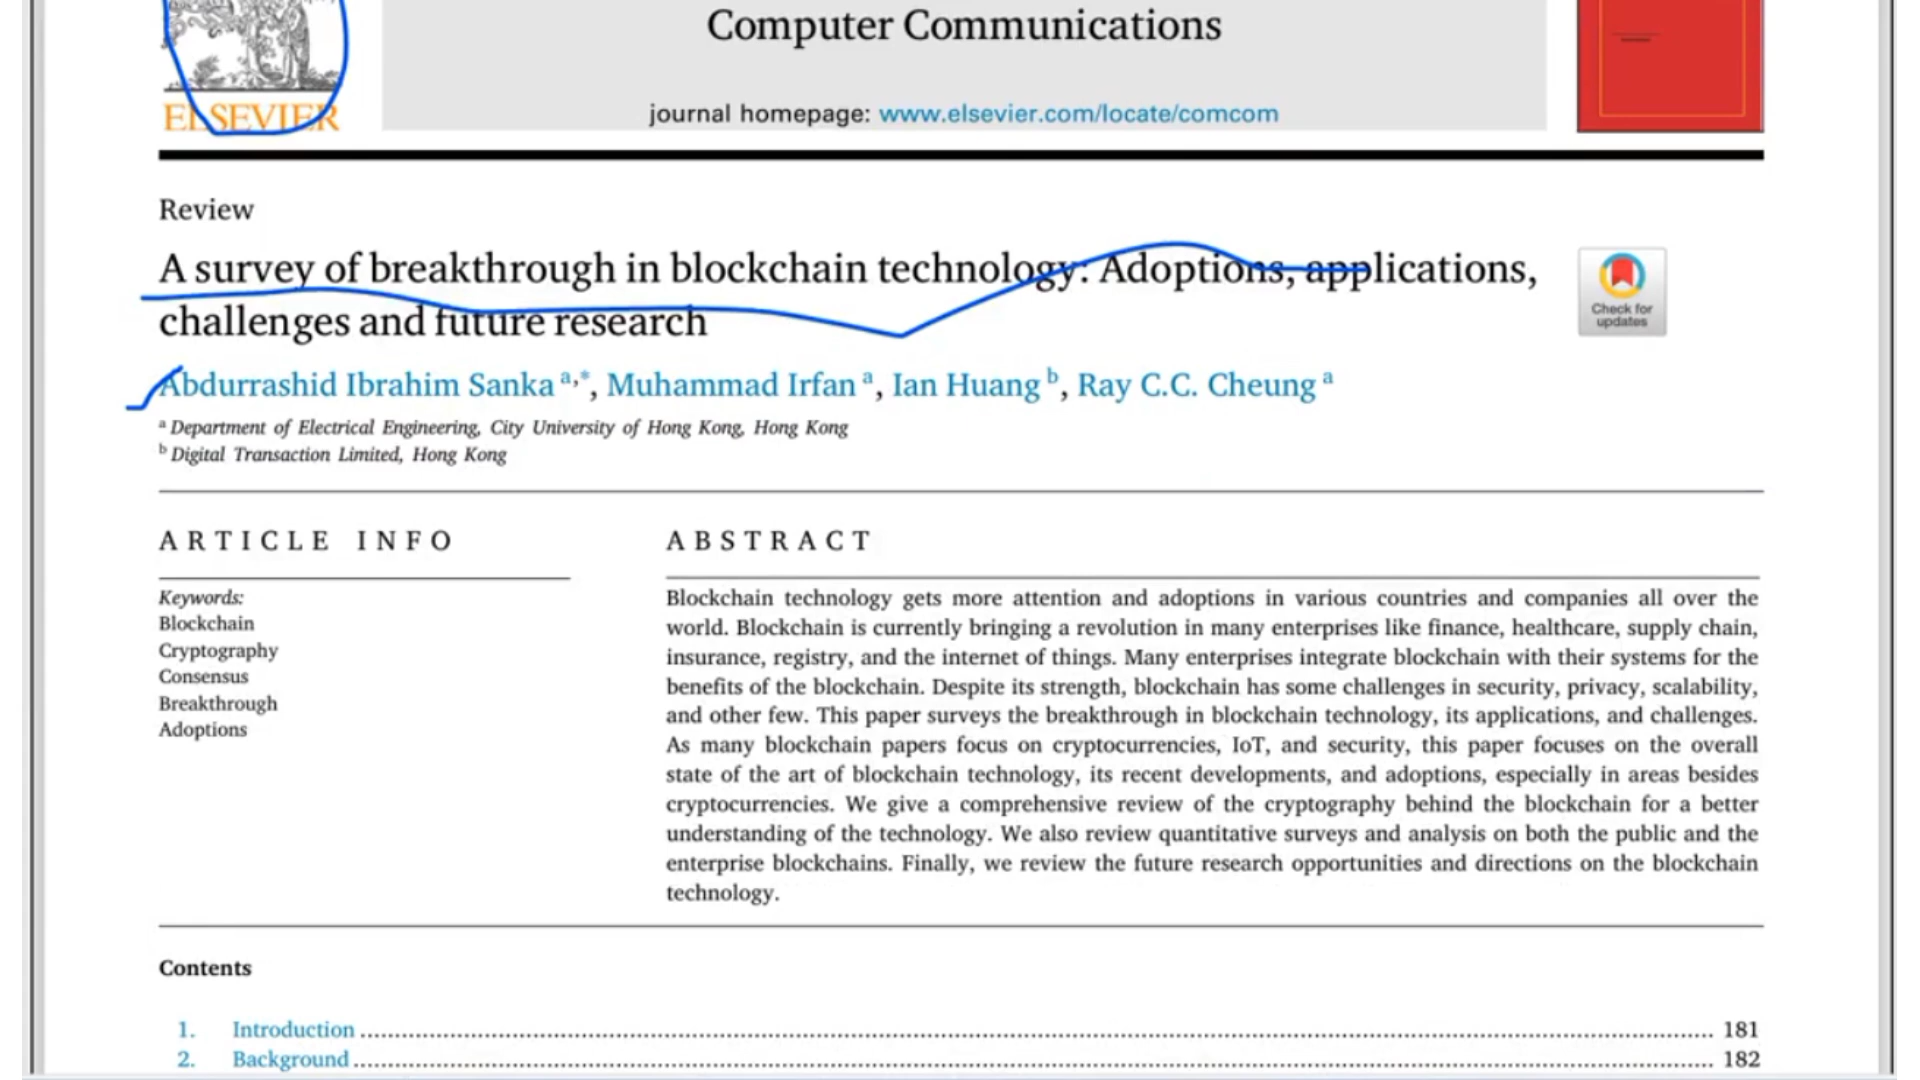 Computer Communications
journal homepage: www.elsevier.com/locate/comcom
ELSEVIER
Review
A survey of breakthrough in blockchain technology: Adoptions, applications,
challenges and future research
Check for
updates
Abdurrashid Ibrahim Sanka a,*, Muhammad Irfan a, Ian Huang b, Ray C.C. Cheung a
a Department of Electrical Engineering, City University of Hong Kong, Hong Kong
b Digital Transaction Limited, Hong Kong
ARTICLE INFO
Keywords:
Blockchain
Cryptography
Consensus
Breakthrough
Adoptions
ABSTRACT
Blockchain technology gets more attention and adoptions in various countries and companies all over the
world. Blockchain is currently bringing a revolution in many enterprises like finance, healthcare, supply chain,
insurance, registry, and the internet of things. Many enterprises integrate blockchain with their systems for the
benefits of the blockchain. Despite its strength, blockchain has some challenges in security, privacy, scalability,
and other few. This paper surveys the breakthrough in blockchain technology, its applications, and challenges.
As many blockchain papers focus on cryptocurrencies, IoT, and security, this paper focuses on the overall
state of the art of blockchain technology, its recent developments, and adoptions, especially in areas besides
cryptocurrencies. We give a comprehensive review of the cryptography behind the blockchain for a better
understanding of the technology. We also review quantitative surveys and analysis on both the public and the
enterprise blockchains. Finally, we review the future research opportunities and directions on the blockchain
technology.
Contents
1. Introduction 181
2. Background 182